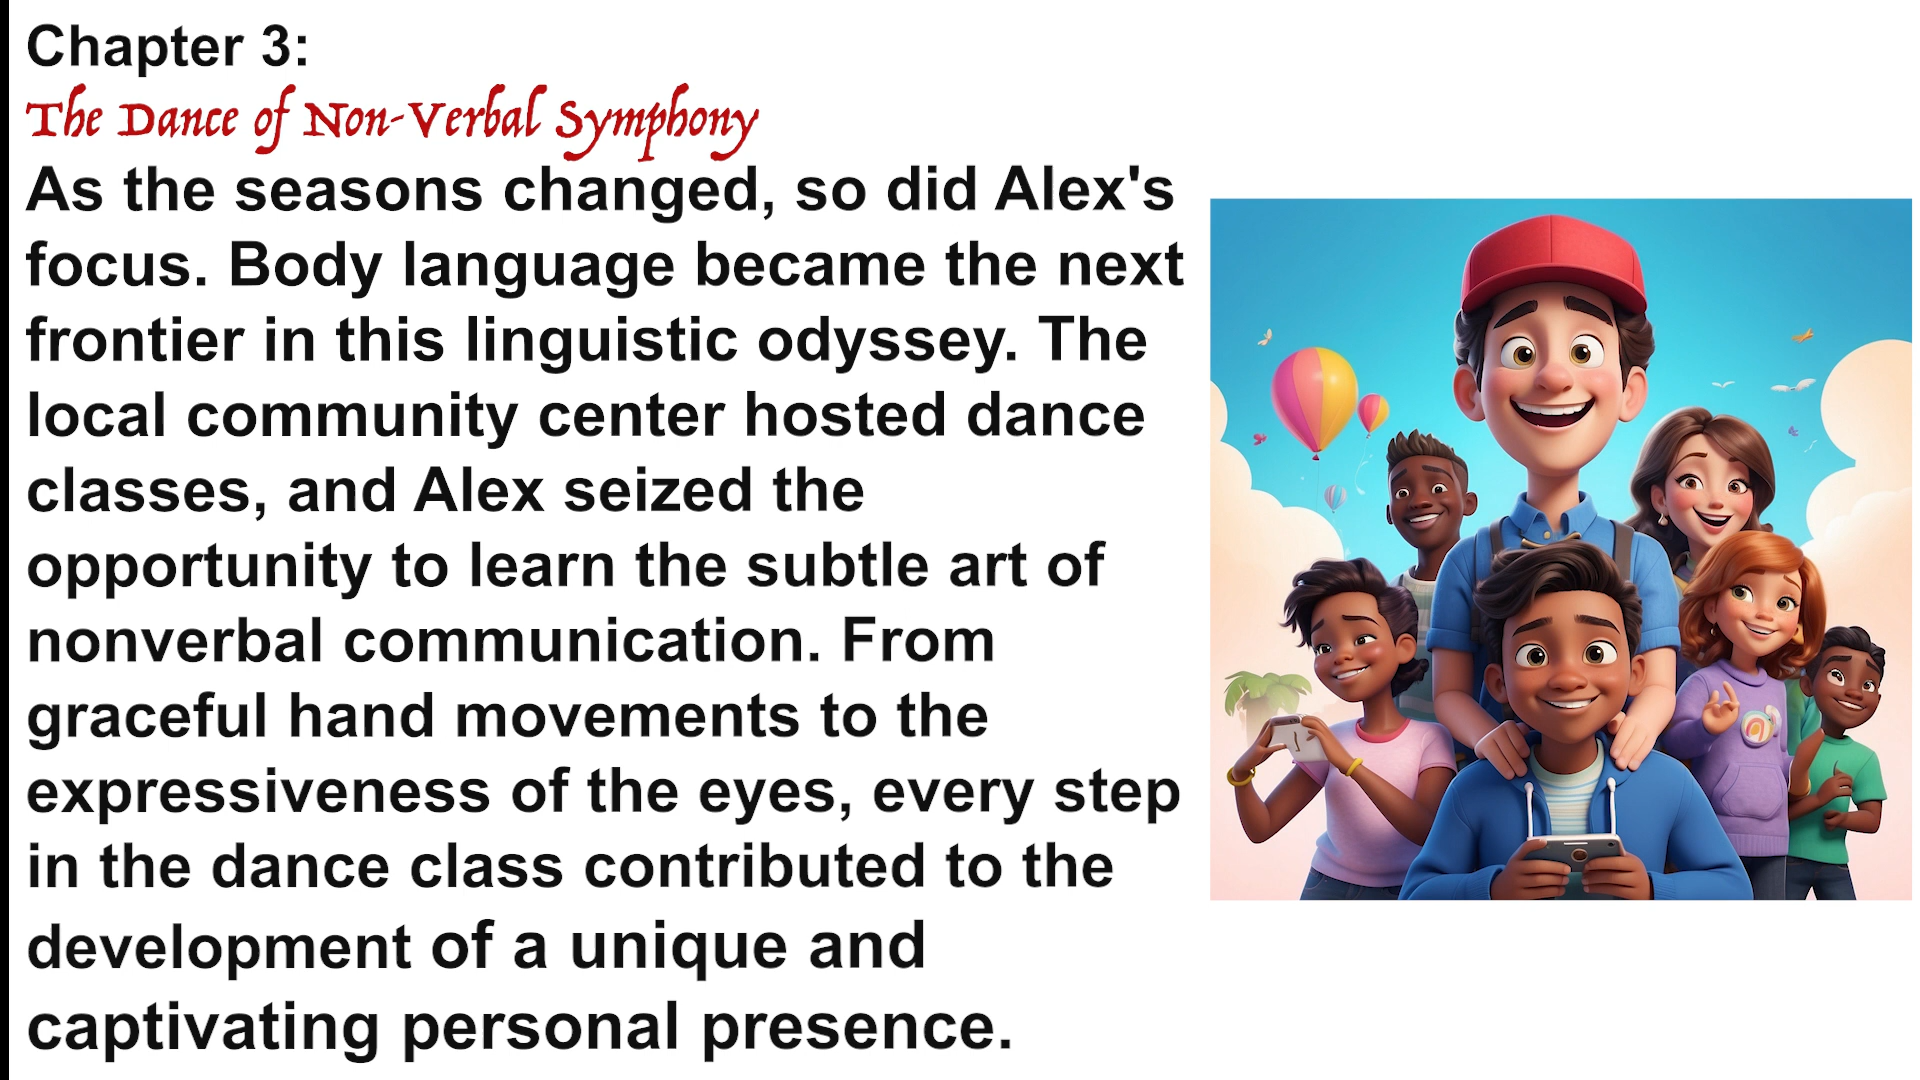 Chapter 3:
The Dance of Non-Verbal Symphony
As the seasons changed, so did Alex's
focus. Body language became the next
frontier in this linguistic odyssey. The
local community center hosted dance
classes, and Alex seized the
opportunity to learn the subtle art of
nonverbal communication. From
graceful hand movements to the
expressiveness of the eyes, every step
in the dance class contributed to the
development of a unique and
captivating personal presence.